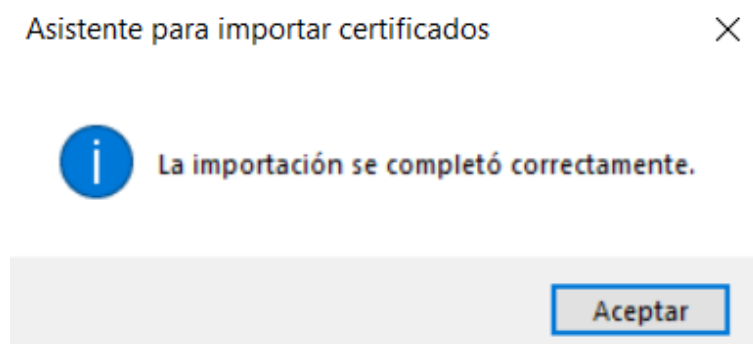 Asistente para importar certificados
La importación se completó correctamente.
Aceptar